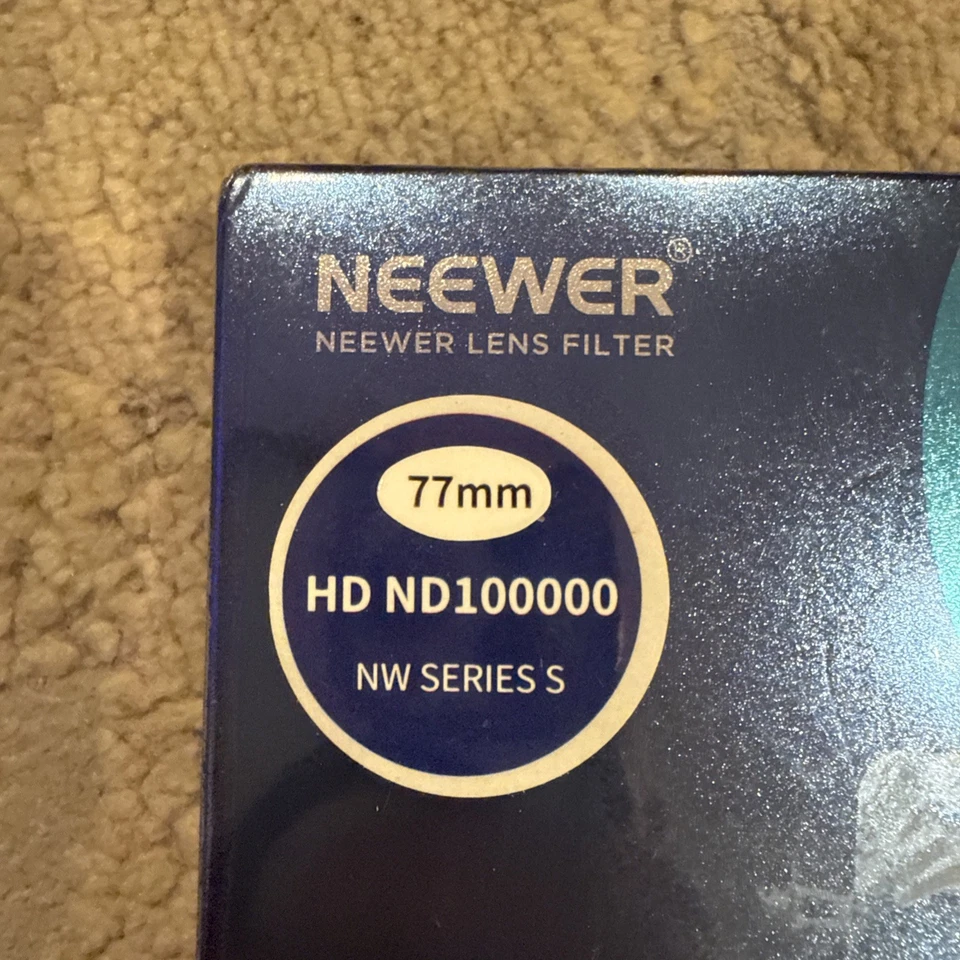 NEEWER®
NEEWER LENS FILTER
77mm
HD ND100000
NW SERIES S